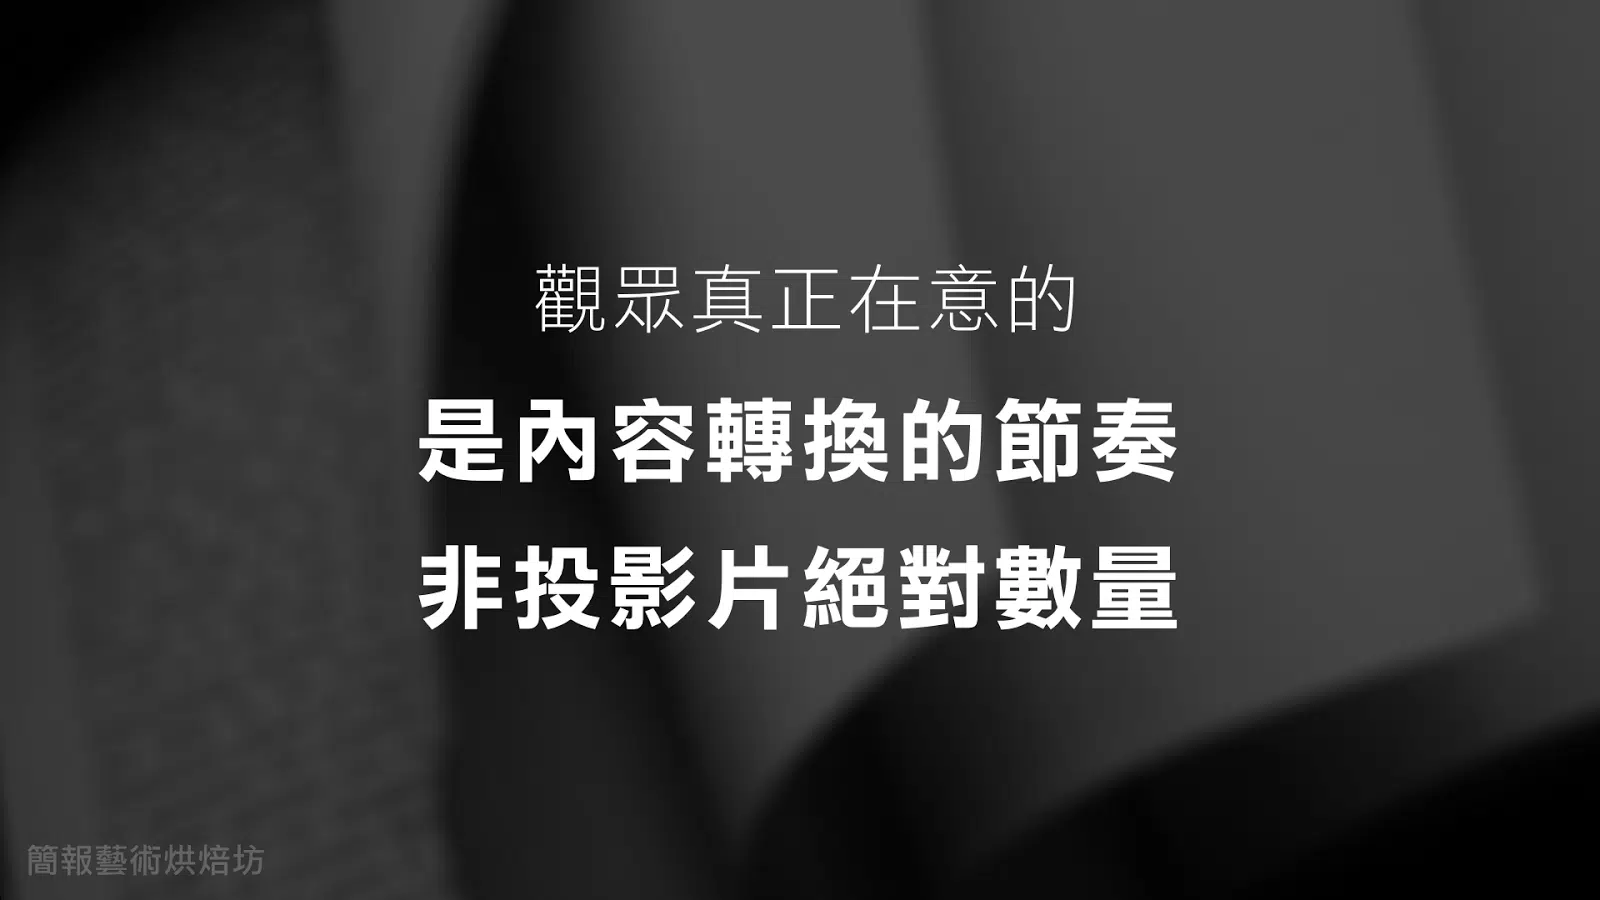 觀眾真正在意的
是內容轉換的節奏
非投影片絕對數量
簡報藝術烘焙坊